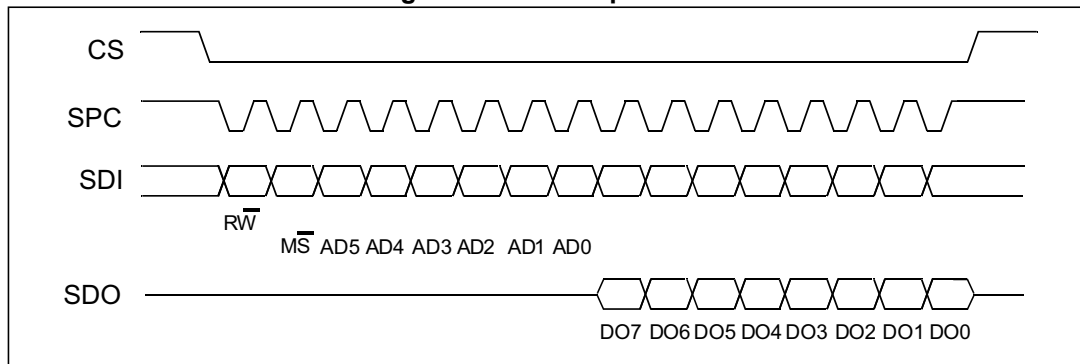 CS
SPC
SDI
RW̅
MS̅ AD5 AD4 AD3 AD2 AD1 AD0
SDO
DO7 DO6 DO5 DO4 DO3 DO2 DO1 DO0